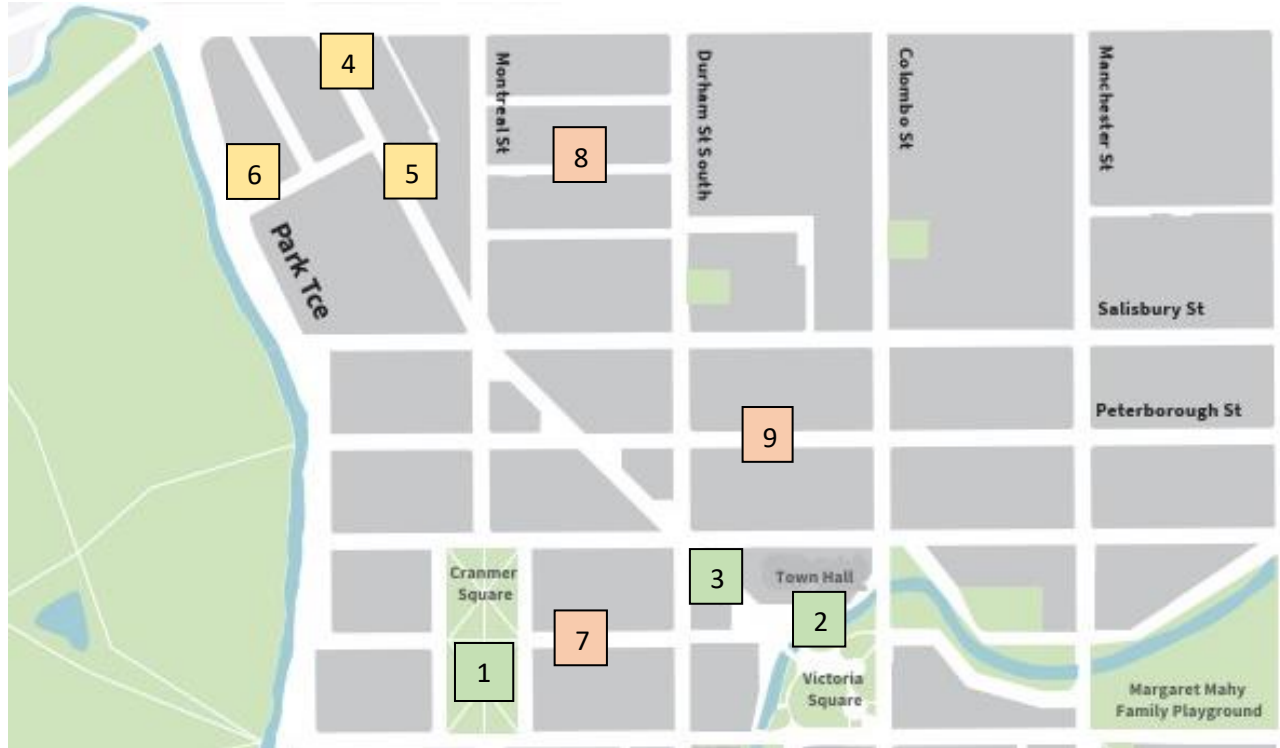 4
Montreal St
Durham St South
Colombo St
Manchester St
8
6
5
Park Tce
Salisbury St
Peterborough St
9
Cranmer
Square
3
Town Hall
2
7
1
Victoria
Square
Margaret Mahy
Family Playground